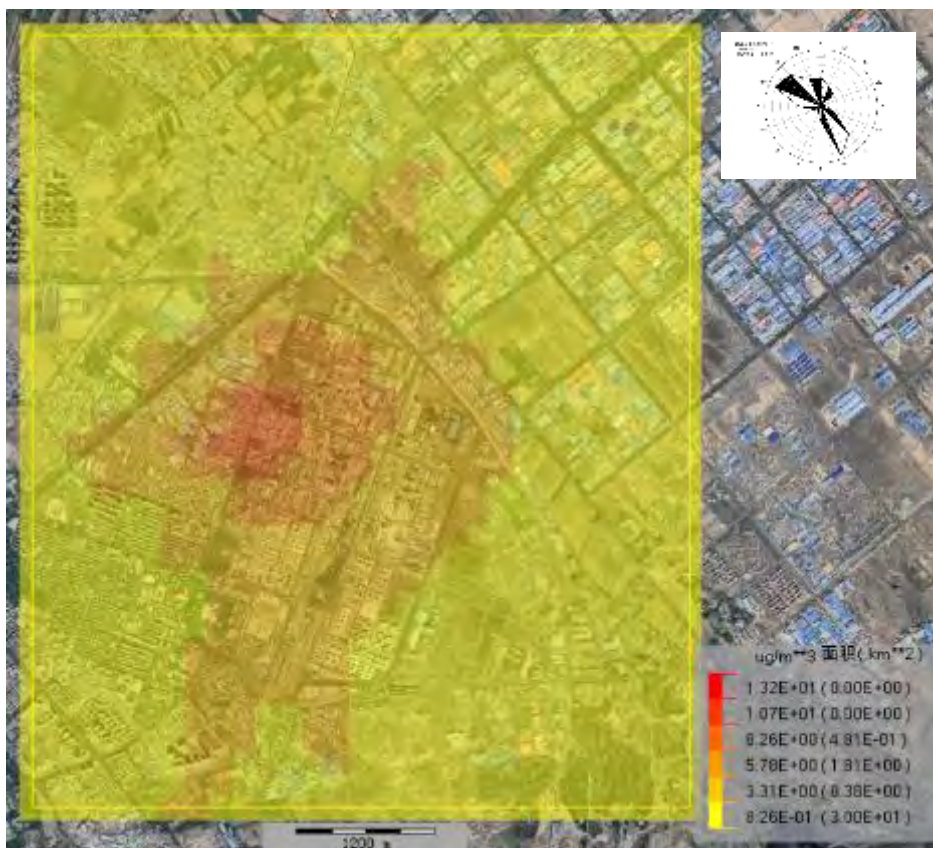 ug/m**3 面积( km**2)
1.32E+01 ( 0.00E+00 )
1.07E+01 ( 0.00E+00 )
8.26E+00 ( 4.81E-01 )
5.78E+00 ( 1.81E+00 )
3.31E+00 ( 8.38E+00 )
8.26E-01 ( 3.00E+01 )
1200